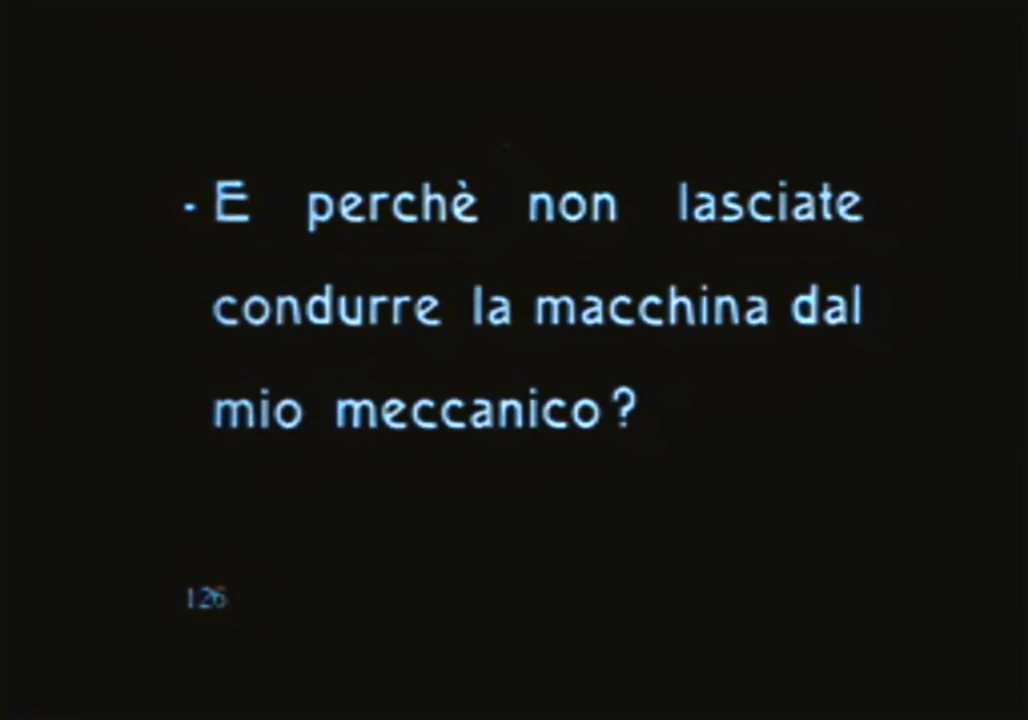 - E perchè non lasciate
condurre la macchina dal
mio meccanico?
126